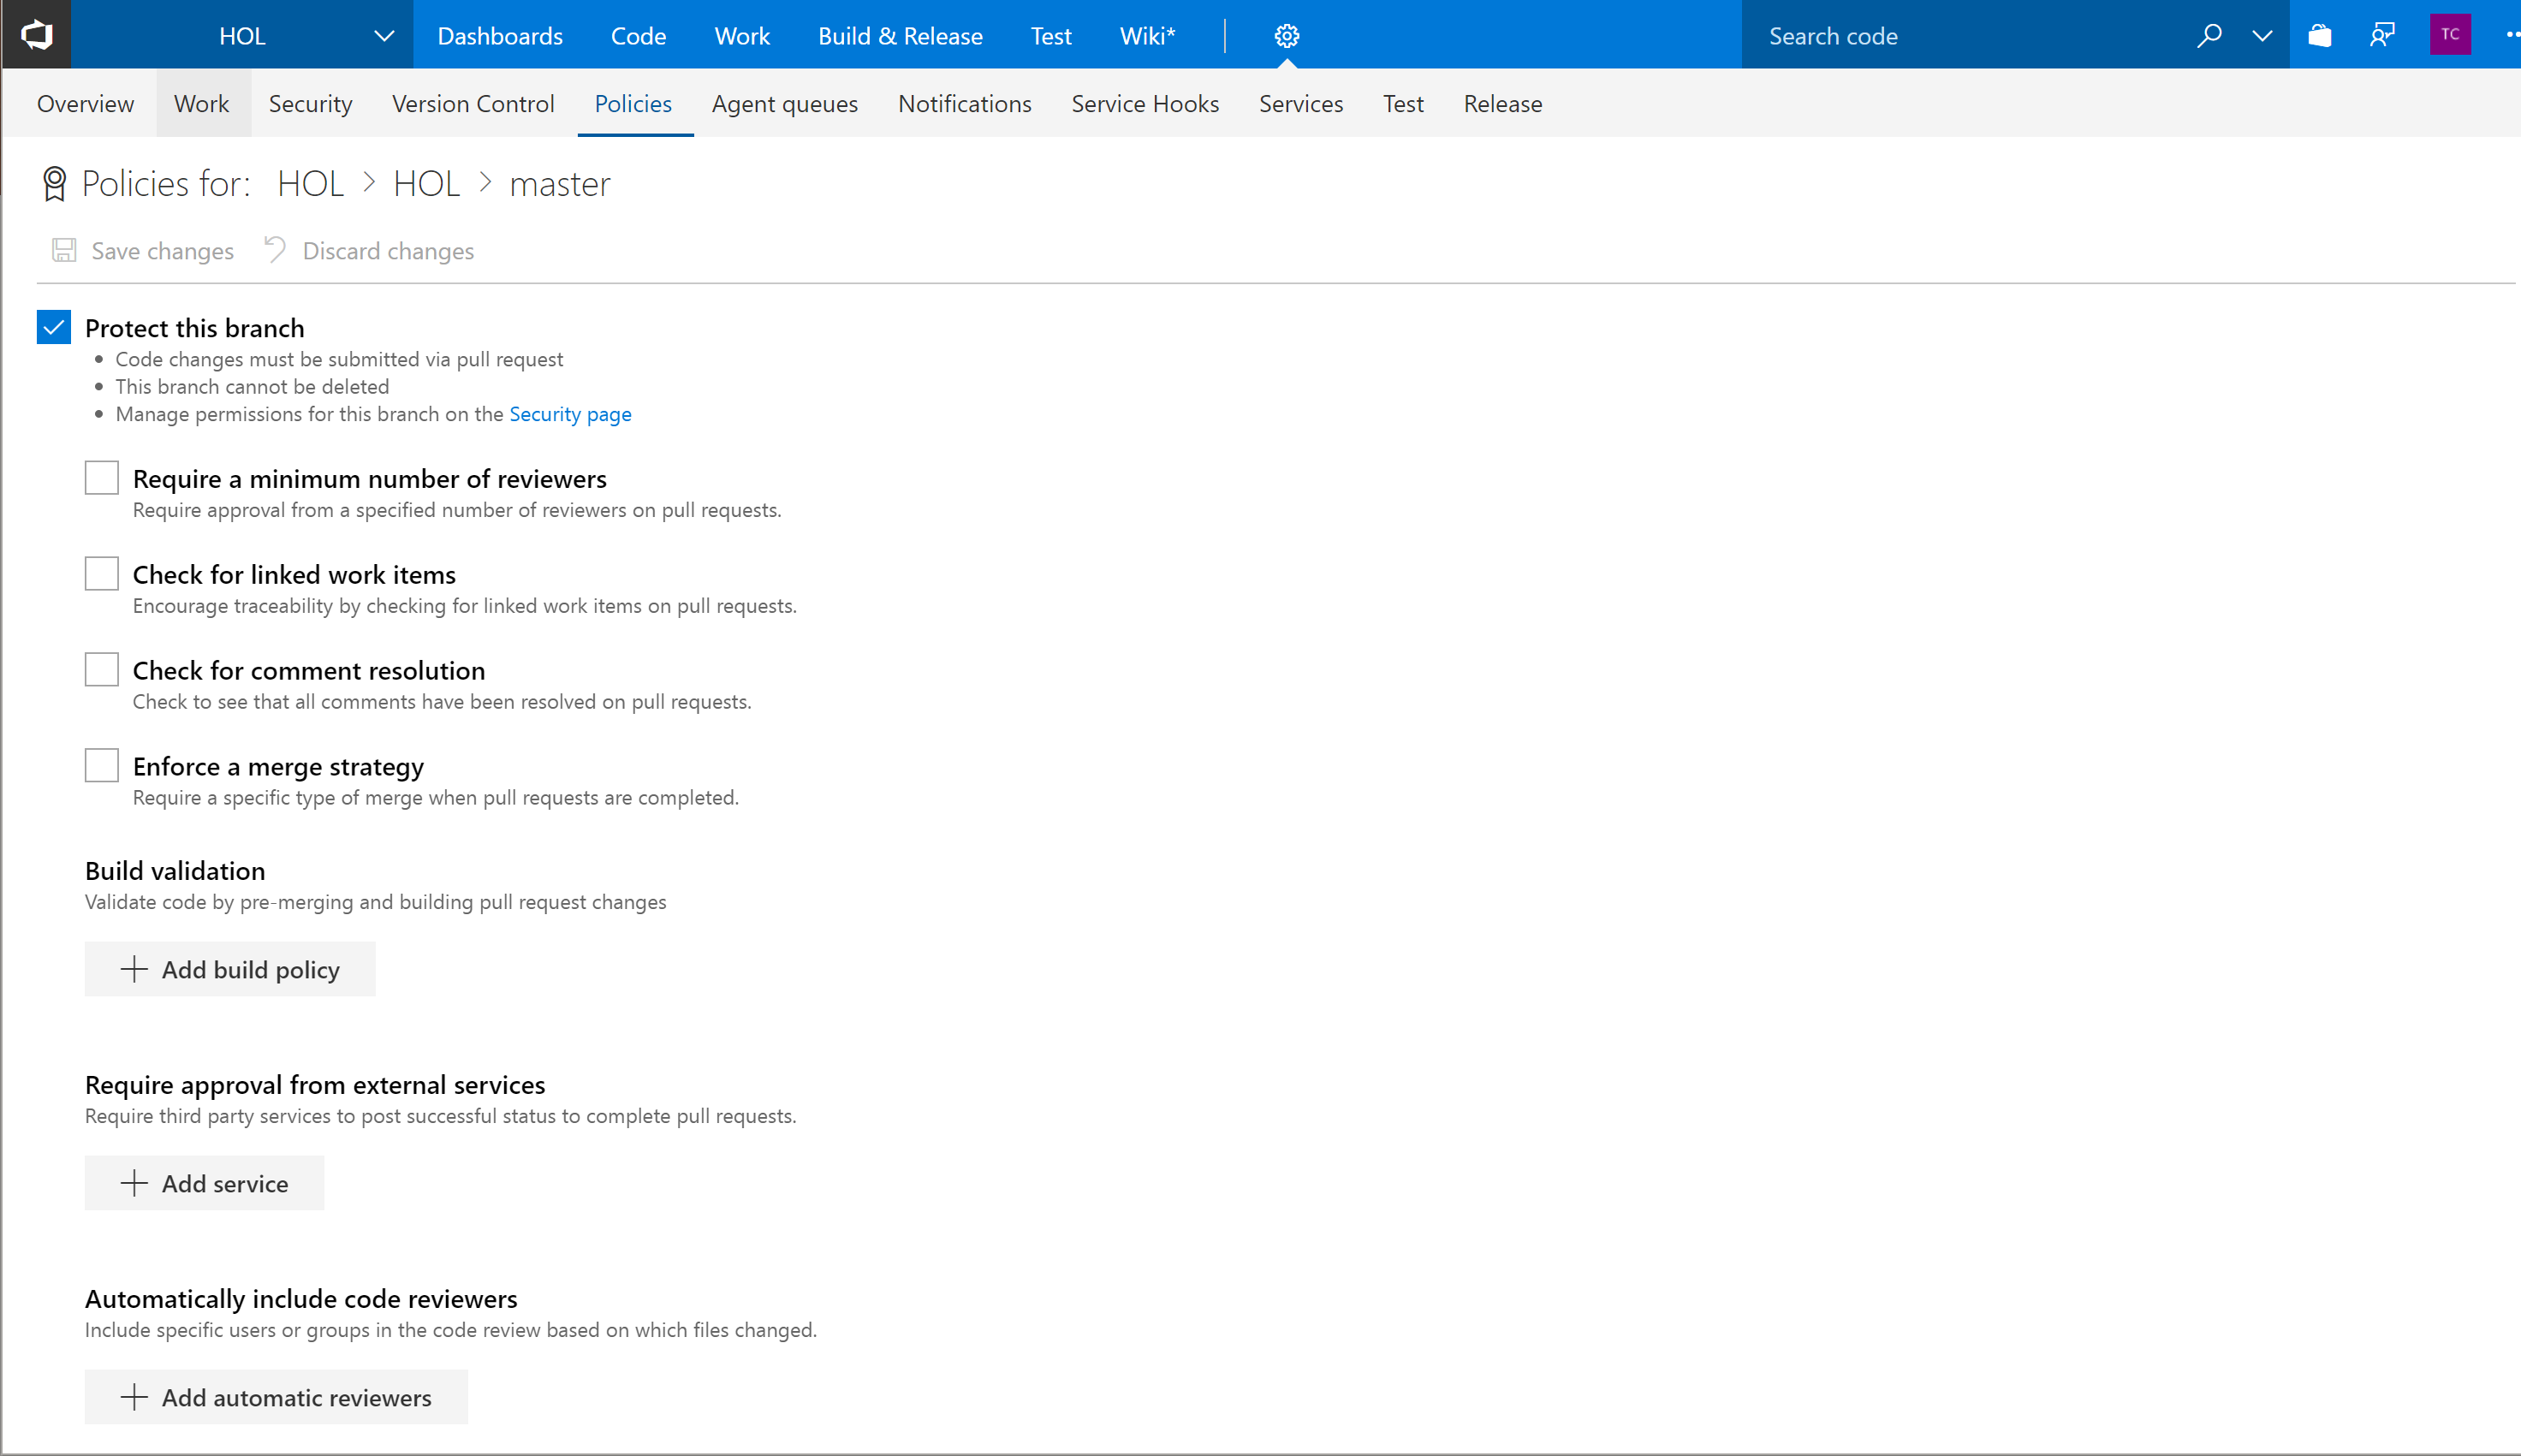 HOL Dashboards Code Work Build & Release Test Wiki* Search code TC
Overview Work Security Version Control Policies Agent queues Notifications Service Hooks Services Test Release
Policies for: HOL > HOL > master
Save changes Discard changes
Protect this branch
• Code changes must be submitted via pull request
• This branch cannot be deleted
• Manage permissions for this branch on the Security page
Require a minimum number of reviewers
Require approval from a specified number of reviewers on pull requests.
Check for linked work items
Encourage traceability by checking for linked work items on pull requests.
Check for comment resolution
Check to see that all comments have been resolved on pull requests.
Enforce a merge strategy
Require a specific type of merge when pull requests are completed.
Build validation
Validate code by pre-merging and building pull request changes
+ Add build policy
Require approval from external services
Require third party services to post successful status to complete pull requests.
+ Add service
Automatically include code reviewers
Include specific users or groups in the code review based on which files changed.
+ Add automatic reviewers